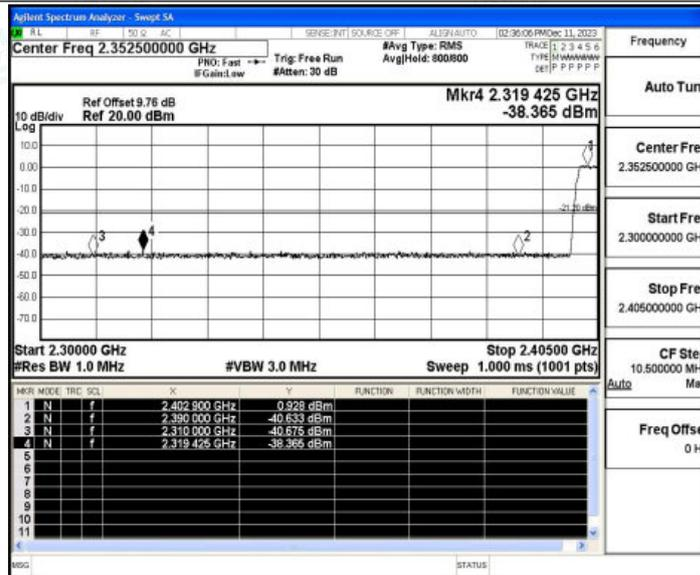 Agilent Spectrum Analyzer - Swept SA
RL RF 50 Ω AC SENSE:INT SOURCE OFF ALIGNAUTO 02:36:06 PM Dec 11, 2023
Center Freq 2.352500000 GHz
PNO: Fast
IFGain:Low
Trig: Free Run
#Atten: 30 dB
#Avg Type: RMS
Avg|Hold: 800/800
TRACE 1 2 3 4 5 6
TYPE M WWWWW
DET P P P P P P
Ref Offset 9.76 dB
Ref 20.00 dBm
10 dB/div
Log
Mkr4 2.319 425 GHz
-38.365 dBm
10.0
0.00
-10.0
-20.0
-30.0
-40.0
-50.0
-60.0
-70.0
1
-21.20 dBm
3
4
2
Start 2.30000 GHz
Stop 2.40500 GHz
#Res BW 1.0 MHz
#VBW 3.0 MHz
Sweep 1.000 ms (1001 pts)
MKR MODE TRC SCL X Y FUNCTION FUNCTION WIDTH FUNCTION VALUE
1 N f 2.402 900 GHz 0.928 dBm
2 N f 2.390 000 GHz -40.633 dBm
3 N f 2.310 000 GHz -40.675 dBm
4 N f 2.319 425 GHz -38.365 dBm
5
6
7
8
9
10
11
MSG
STATUS
Frequency
Auto Tun
Center Fre
2.352500000 GH
Start Fre
2.300000000 GH
Stop Fre
2.405000000 GH
CF Ste
10.500000 MH
Auto Ma
Freq Offse
0 H